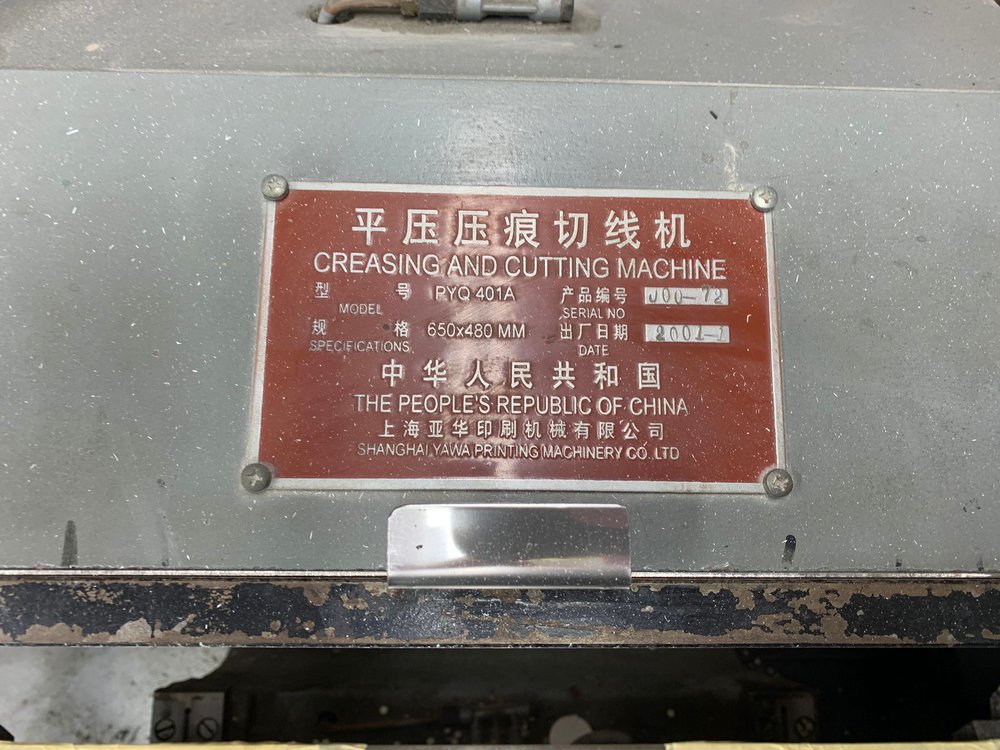 平压压痕切线机
CREASING AND CUTTING MACHINE
型 号 PYQ 401A 产品编号 J00-72
MODEL SERIAL NO
规 格 650x480 MM 出厂日期 2001-1
SPECIFICATIONS DATE
中华人民共和国
THE PEOPLE'S REPUBLIC OF CHINA
上海亚华印刷机械有限公司
SHANGHAI YAWA PRINTING MACHINERY CO. LTD